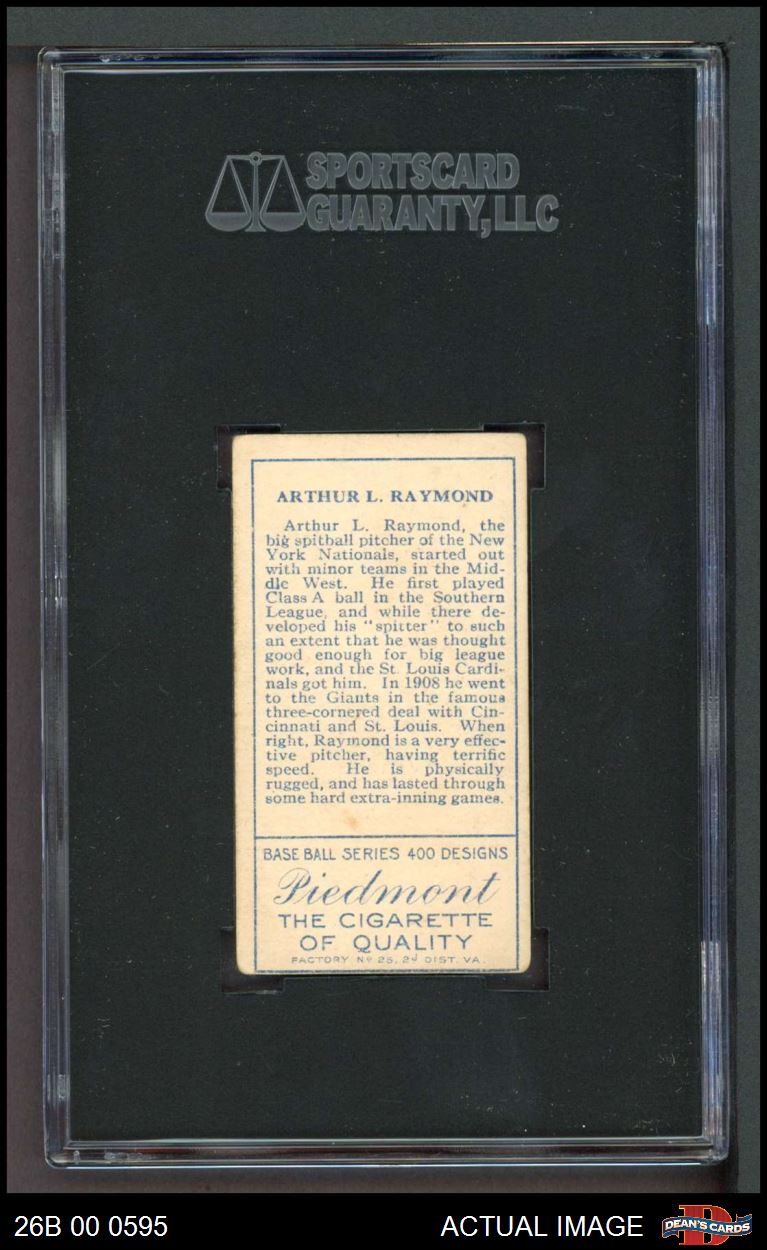 SPORTSCARD
GUARANTY, LLC
ARTHUR L. RAYMOND
Arthur L. Raymond, the
big spitball pitcher of the New
York Nationals, started out
with minor teams in the Mid-
dle West. He first played
Class A ball in the Southern
League, and while there de-
veloped his "spitter" to such
an extent that he was thought
good enough for big league
work, and the St. Louis Cardi-
nals got him. In 1908 he went
to the Giants in the famous
three-cornered deal with Cin-
cinnati and St. Louis. When
right, Raymond is a very effec-
tive pitcher, having terrific
speed. He is physically
rugged, and has lasted through
some hard extra-inning games.
BASE BALL SERIES 400 DESIGNS
Piedmont
THE CIGARETTE
OF QUALITY
FACTORY Nº 25, 2d DIST. VA.
26B 00 0595
ACTUAL IMAGE
DEAN'S CARDS